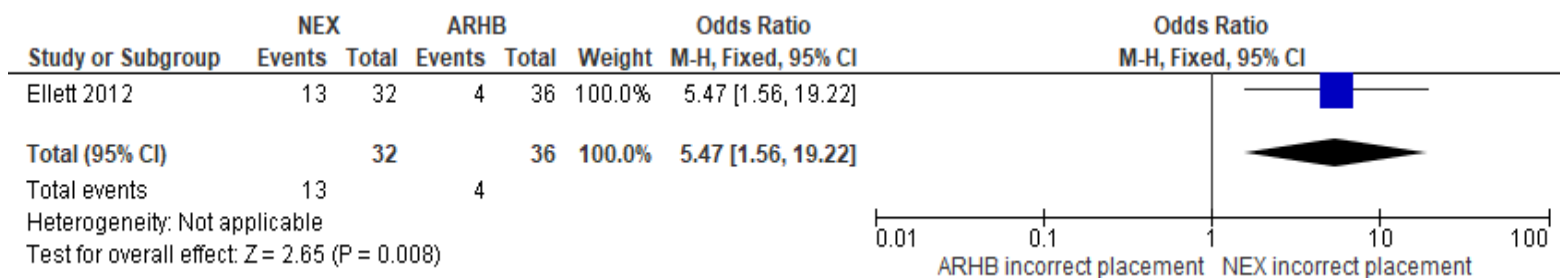 NEX ARHB Odds Ratio Odds Ratio
Study or Subgroup Events Total Events Total Weight M-H, Fixed, 95% CI M-H, Fixed, 95% CI
Ellett 2012 13 32 4 36 100.0% 5.47 [1.56, 19.22]
Total (95% CI) 32 36 100.0% 5.47 [1.56, 19.22]
Total events 13 4
Heterogeneity: Not applicable
Test for overall effect: Z = 2.65 (P = 0.008)
0.01 0.1 1 10 100
ARHB incorrect placement NEX incorrect placement